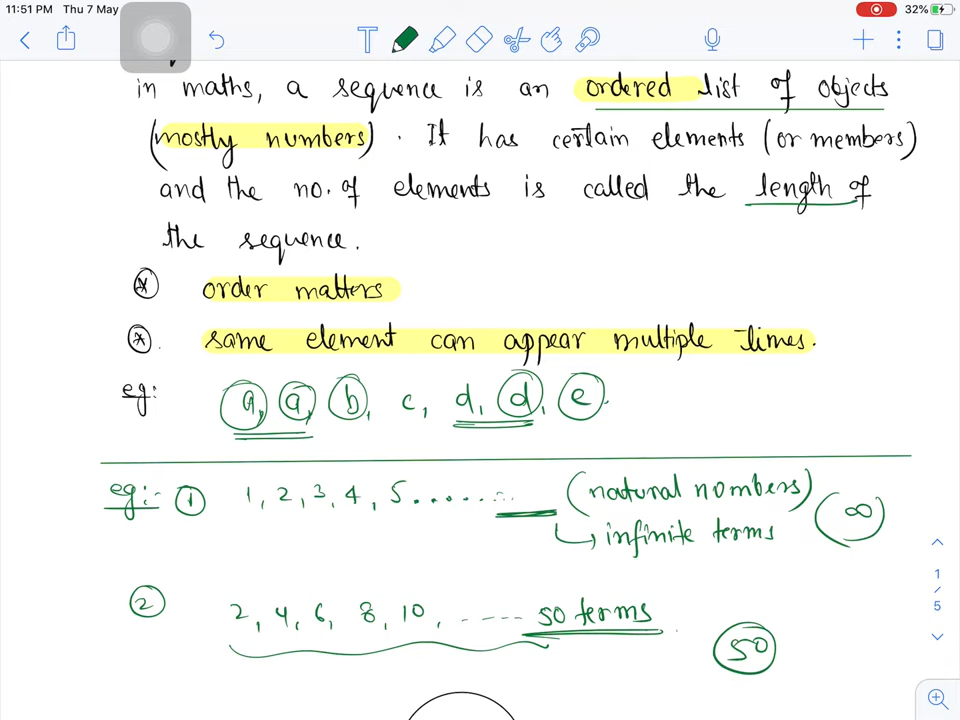 11:51 PM Thu 7 May 32%
in maths, a sequence is an ordered list of objects
(mostly numbers). It has certain elements (or members)
and the no. of elements is called the length of
the sequence.
* order matters
* same element can appear multiple times.
eg: a, a, b, c, d, d, e.
eg:- 1 1, 2, 3, 4, 5......... (natural numbers) ∞
↳ infinite terms
2 2, 4, 6, 8, 10, ..... 50 terms 50
1
/
5